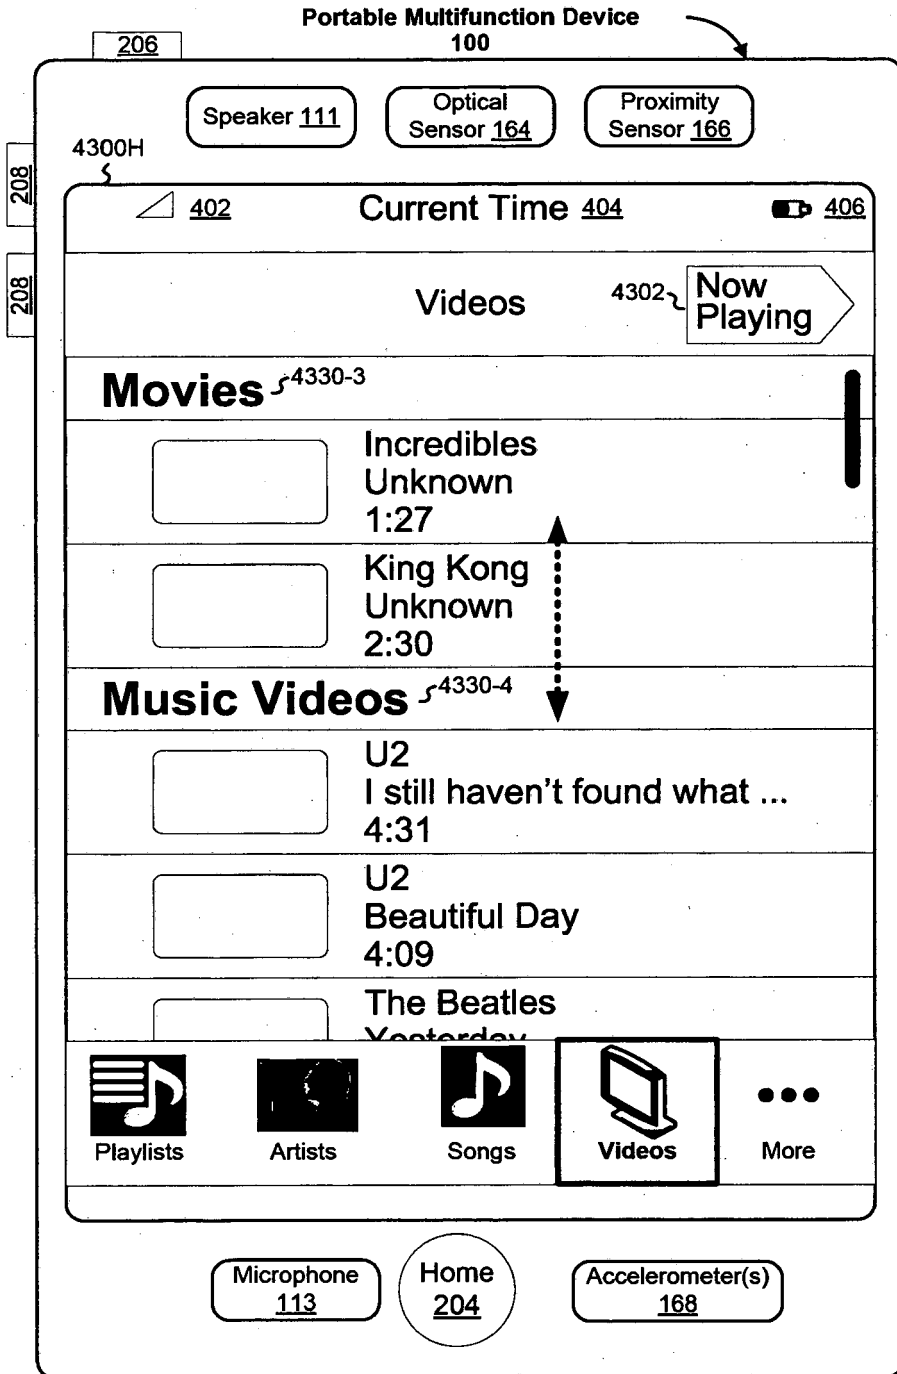 Portable Multifunction Device
100
206
Speaker 111
Optical
Sensor 164
Proximity
Sensor 166
4300H
208
402
Current Time 404
406
208
Videos
4302
Now
Playing
Movies 4330-3
Incredibles
Unknown
1:27
King Kong
Unknown
2:30
Music Videos 4330-4
U2
I still haven't found what ...
4:31
U2
Beautiful Day
4:09
The Beatles
Yesterday
Playlists
Artists
Songs
Videos
More
Microphone
113
Home
204
Accelerometer(s)
168